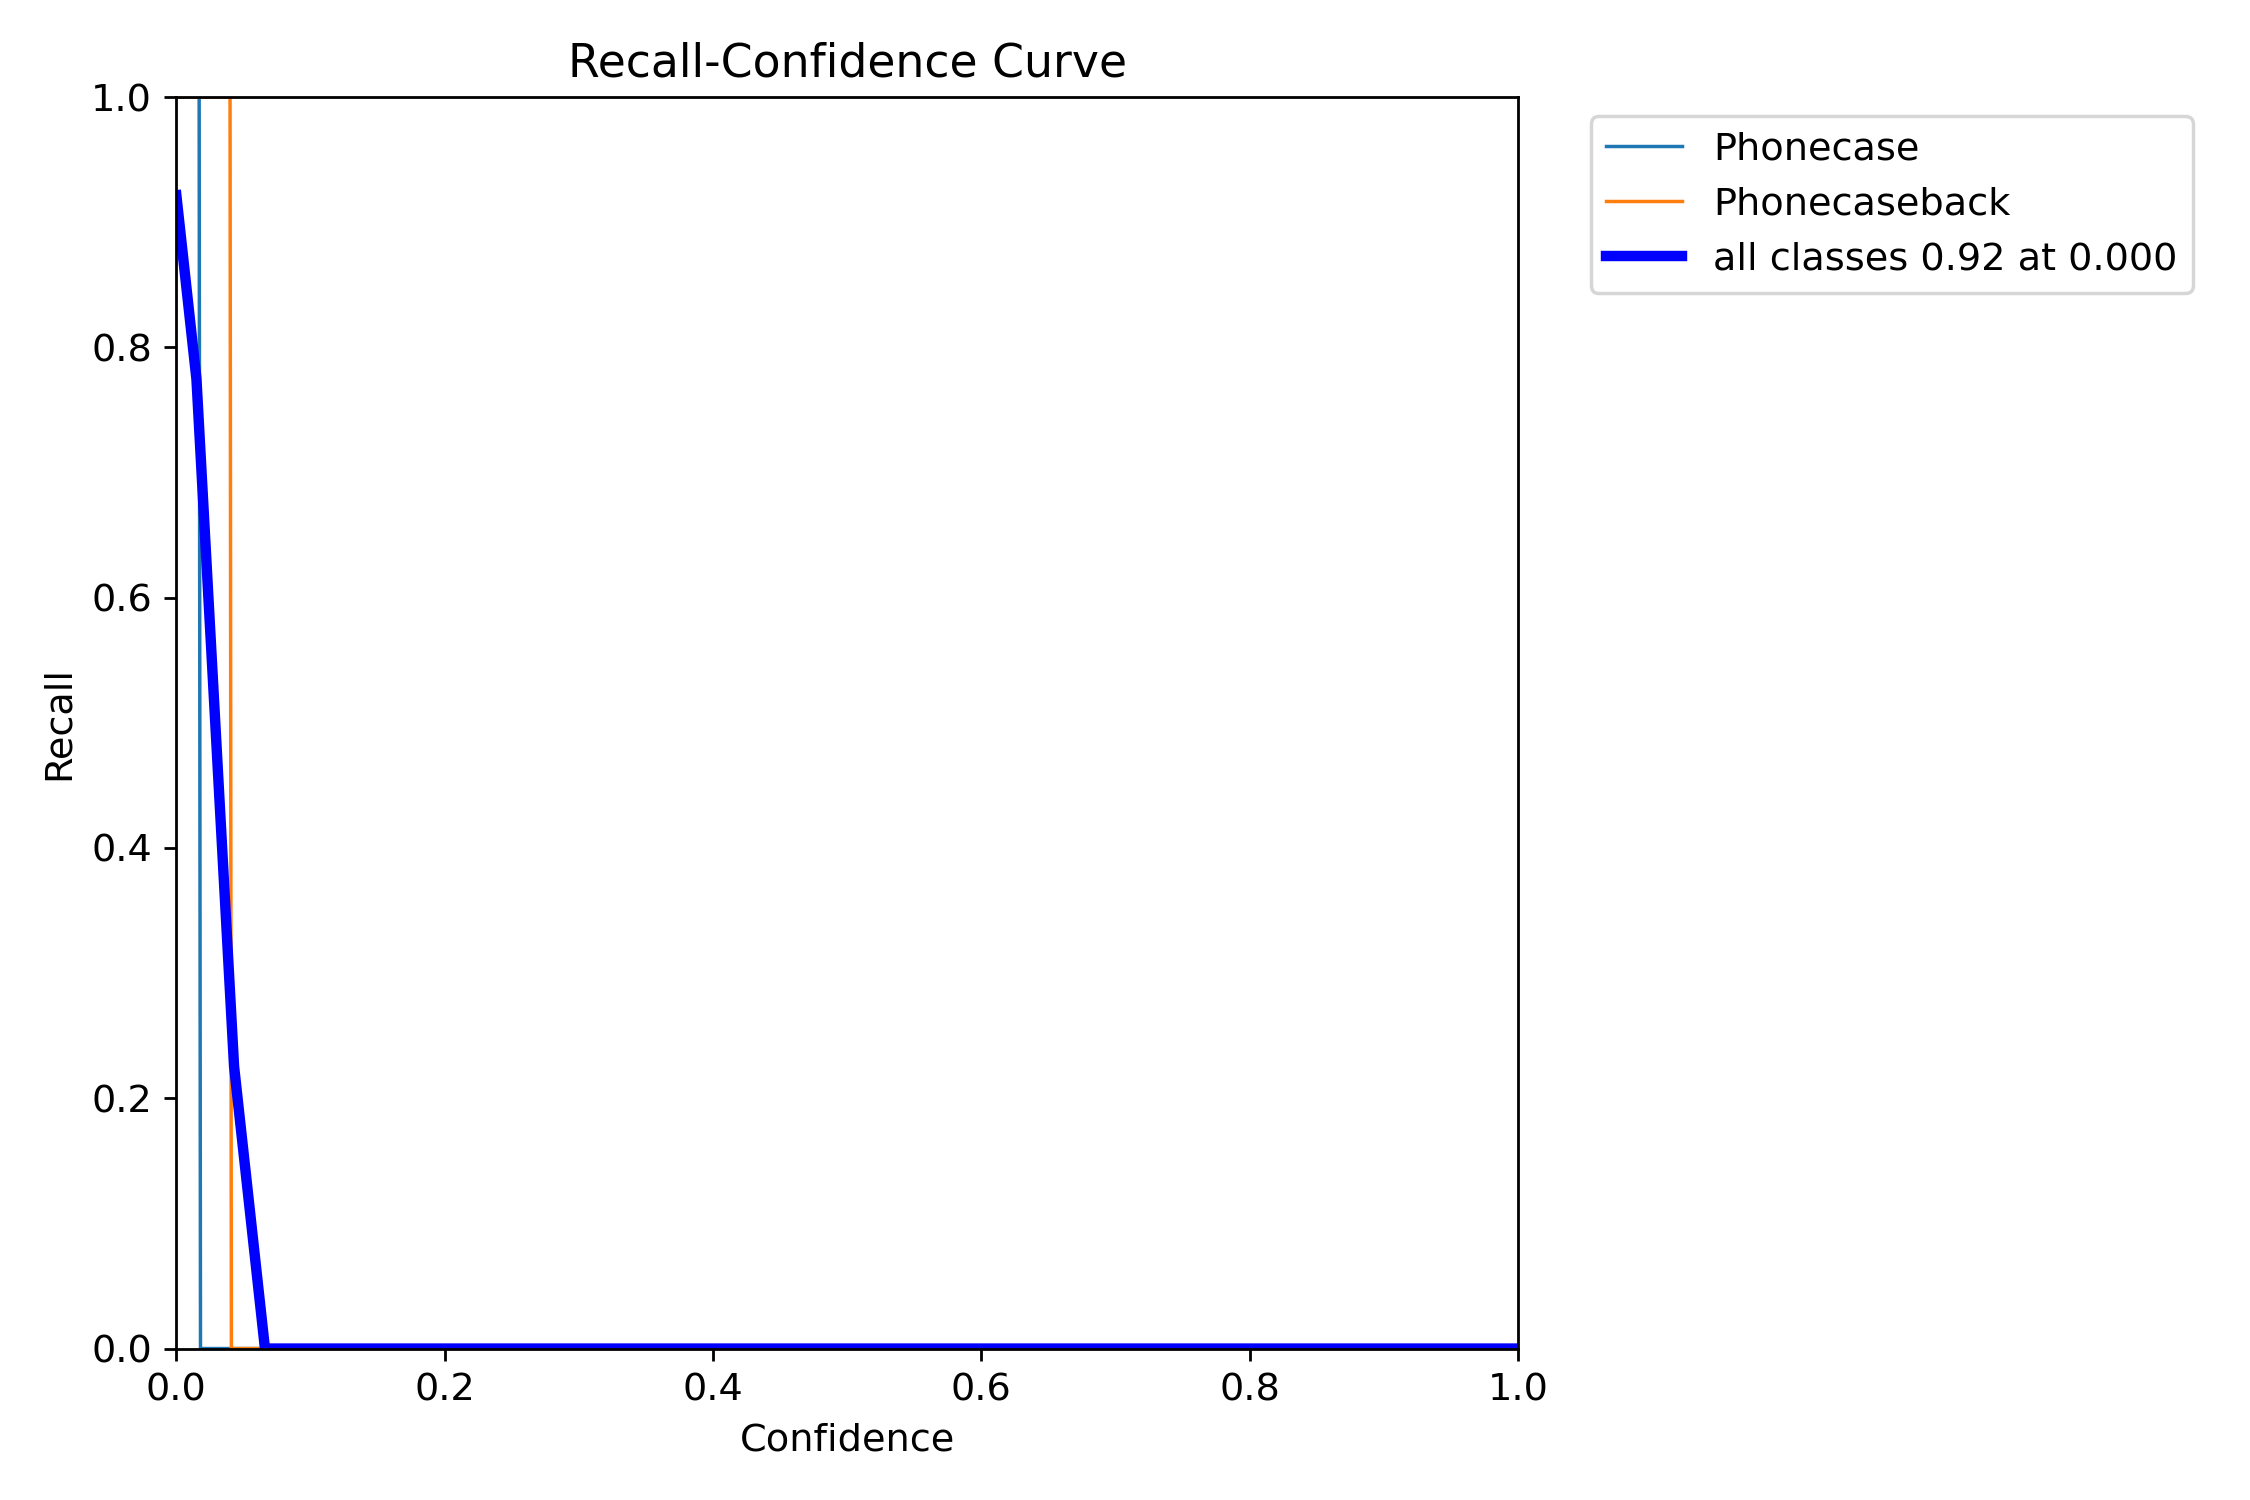 Recall-Confidence Curve
1.0
0.8
0.6
0.4
0.2
0.0
Recall
0.0 0.2 0.4 0.6 0.8 1.0
Confidence
Phonecase
Phonecaseback
all classes 0.92 at 0.000